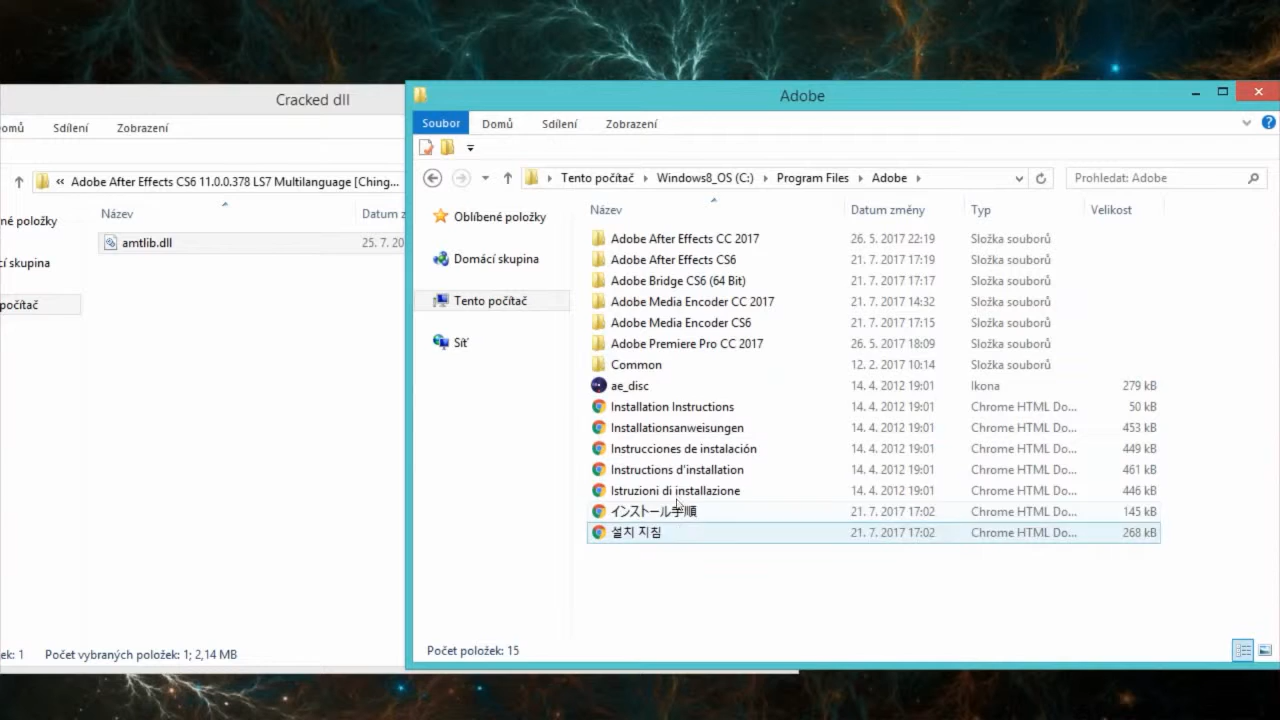 Cracked dll
omů Sdílení Zobrazení
« Adobe After Effects CS6 11.0.0.378 LS7 Multilanguage [Ching...
né položky
cí skupina
počítač
Název Datum z
amtlib.dll 25. 7. 20
ek: 1 Počet vybraných položek: 1; 2,14 MB
Adobe
Soubor Domů Sdílení Zobrazení
Tento počítač Windows8_OS (C:) Program Files Adobe
Prohledat: Adobe
Oblíbené položky
Domácí skupina
Tento počítač
Síť
Název Datum změny Typ Velikost
Adobe After Effects CC 2017 26. 5. 2017 22:19 Složka souborů
Adobe After Effects CS6 21. 7. 2017 17:19 Složka souborů
Adobe Bridge CS6 (64 Bit) 21. 7. 2017 17:17 Složka souborů
Adobe Media Encoder CC 2017 21. 7. 2017 14:32 Složka souborů
Adobe Media Encoder CS6 21. 7. 2017 17:15 Složka souborů
Adobe Premiere Pro CC 2017 26. 5. 2017 18:09 Složka souborů
Common 12. 2. 2017 10:14 Složka souborů
ae_disc 14. 4. 2012 19:01 Ikona 279 kB
Installation Instructions 14. 4. 2012 19:01 Chrome HTML Do... 50 kB
Installationsanweisungen 14. 4. 2012 19:01 Chrome HTML Do... 453 kB
Instrucciones de instalación 14. 4. 2012 19:01 Chrome HTML Do... 449 kB
Instructions d'installation 14. 4. 2012 19:01 Chrome HTML Do... 461 kB
Istruzioni di installazione 14. 4. 2012 19:01 Chrome HTML Do... 446 kB
インストール手順 21. 7. 2017 17:02 Chrome HTML Do... 145 kB
설치 지침 21. 7. 2017 17:02 Chrome HTML Do... 268 kB
Počet položek: 15